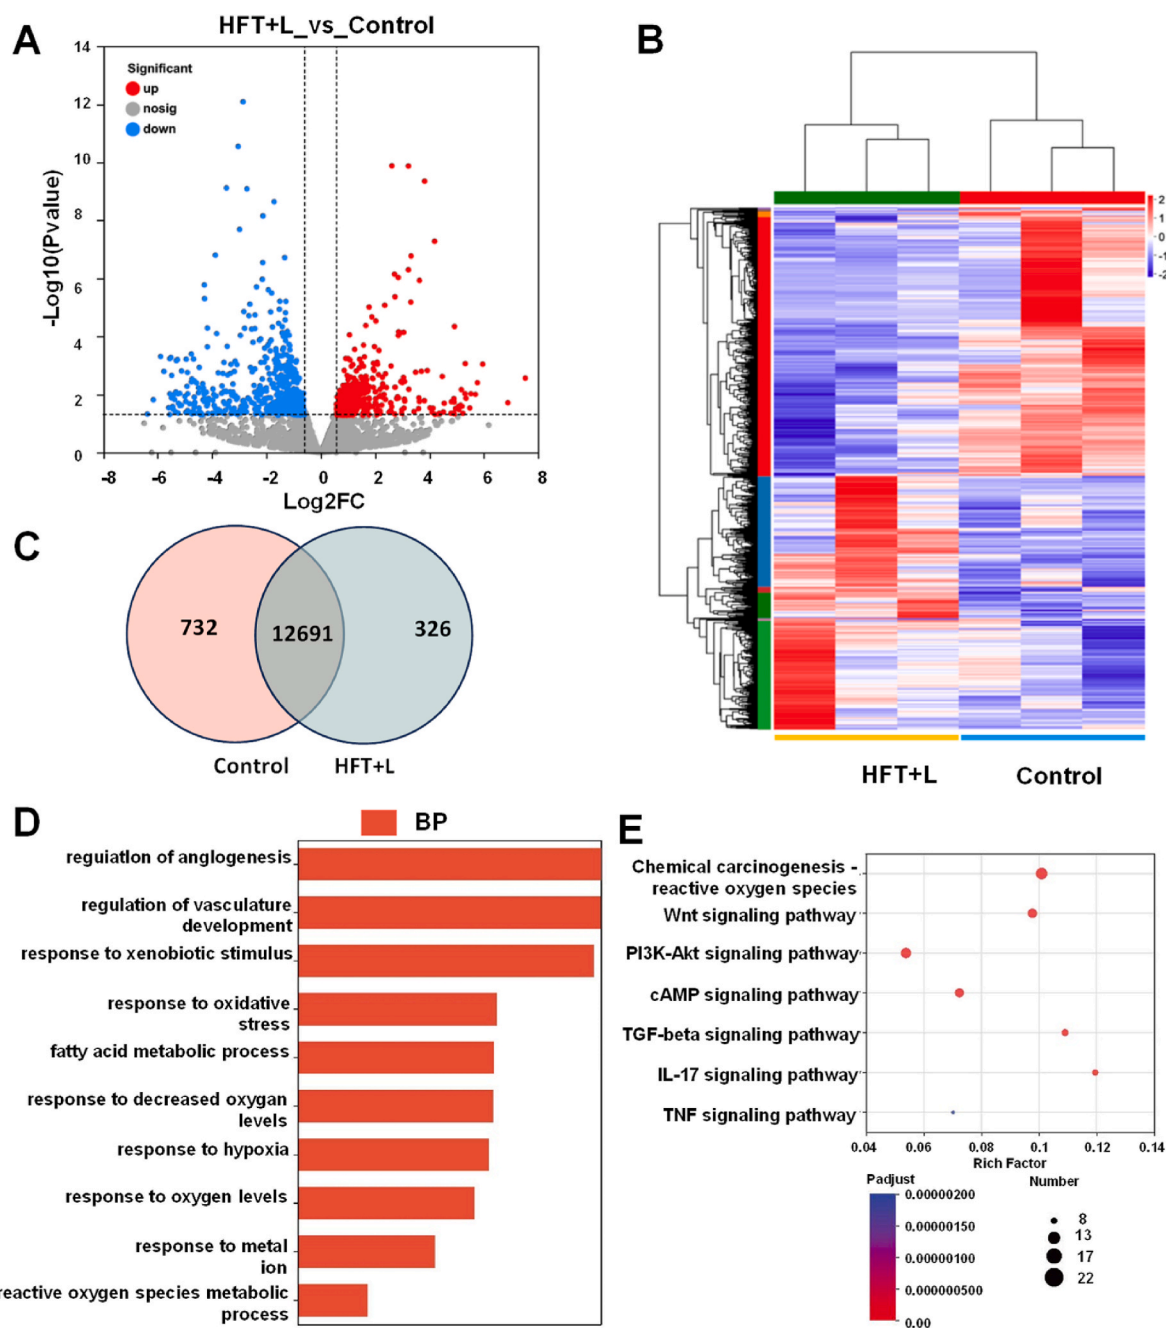 A
HFT+L_vs_Control
14
12
10
8
6
4
2
0
-Log10(Pvalue)
Significant
up
nosig
down
-8
-6
-4
-2
0
2
4
6
8
Log2FC
B
2
1
0
-1
-2
HFT+L
Control
C
732
12691
326
Control
HFT+L
D
BP
reguiatlon of anglogenesis
regulation of vasculature
development
response to xenobiotic stimulus
response to oxidative
stress
fatty acid metabolic process
response to decreased oxygan
levels
response to hypoxia
response to oxygen levels
response to metal
ion
reactive oxygen species metabolic
process
E
Chemical carcinogenesis -
reactive oxygen species
Wnt signaling pathway
PI3K-Akt signaling pathway
cAMP signaling pathway
TGF-beta signaling pathway
IL-17 signaling pathway
TNF signaling pathway
0.04
0.06
0.08
0.1
0.12
0.14
Rich Factor
Padjust
0.00000200
0.00000150
0.00000100
0.000000500
0.00
Number
8
13
17
22